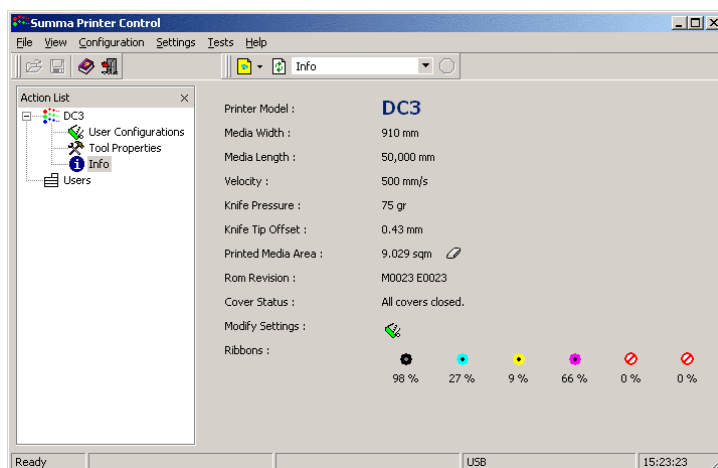 Summa Printer Control
File View Configuration Settings Tests Help
Info
Action List
DC3
User Configurations
Tool Properties
Info
Users
Printer Model : DC3
Media Width : 910 mm
Media Length : 50,000 mm
Velocity : 500 mm/s
Knife Pressure : 75 gr
Knife Tip Offset : 0.43 mm
Printed Media Area : 9.029 sqm
Rom Revision : M0023 E0023
Cover Status : All covers closed.
Modify Settings :
Ribbons :
98 % 27 % 9 % 66 % 0 % 0 %
Ready USB 15:23:23